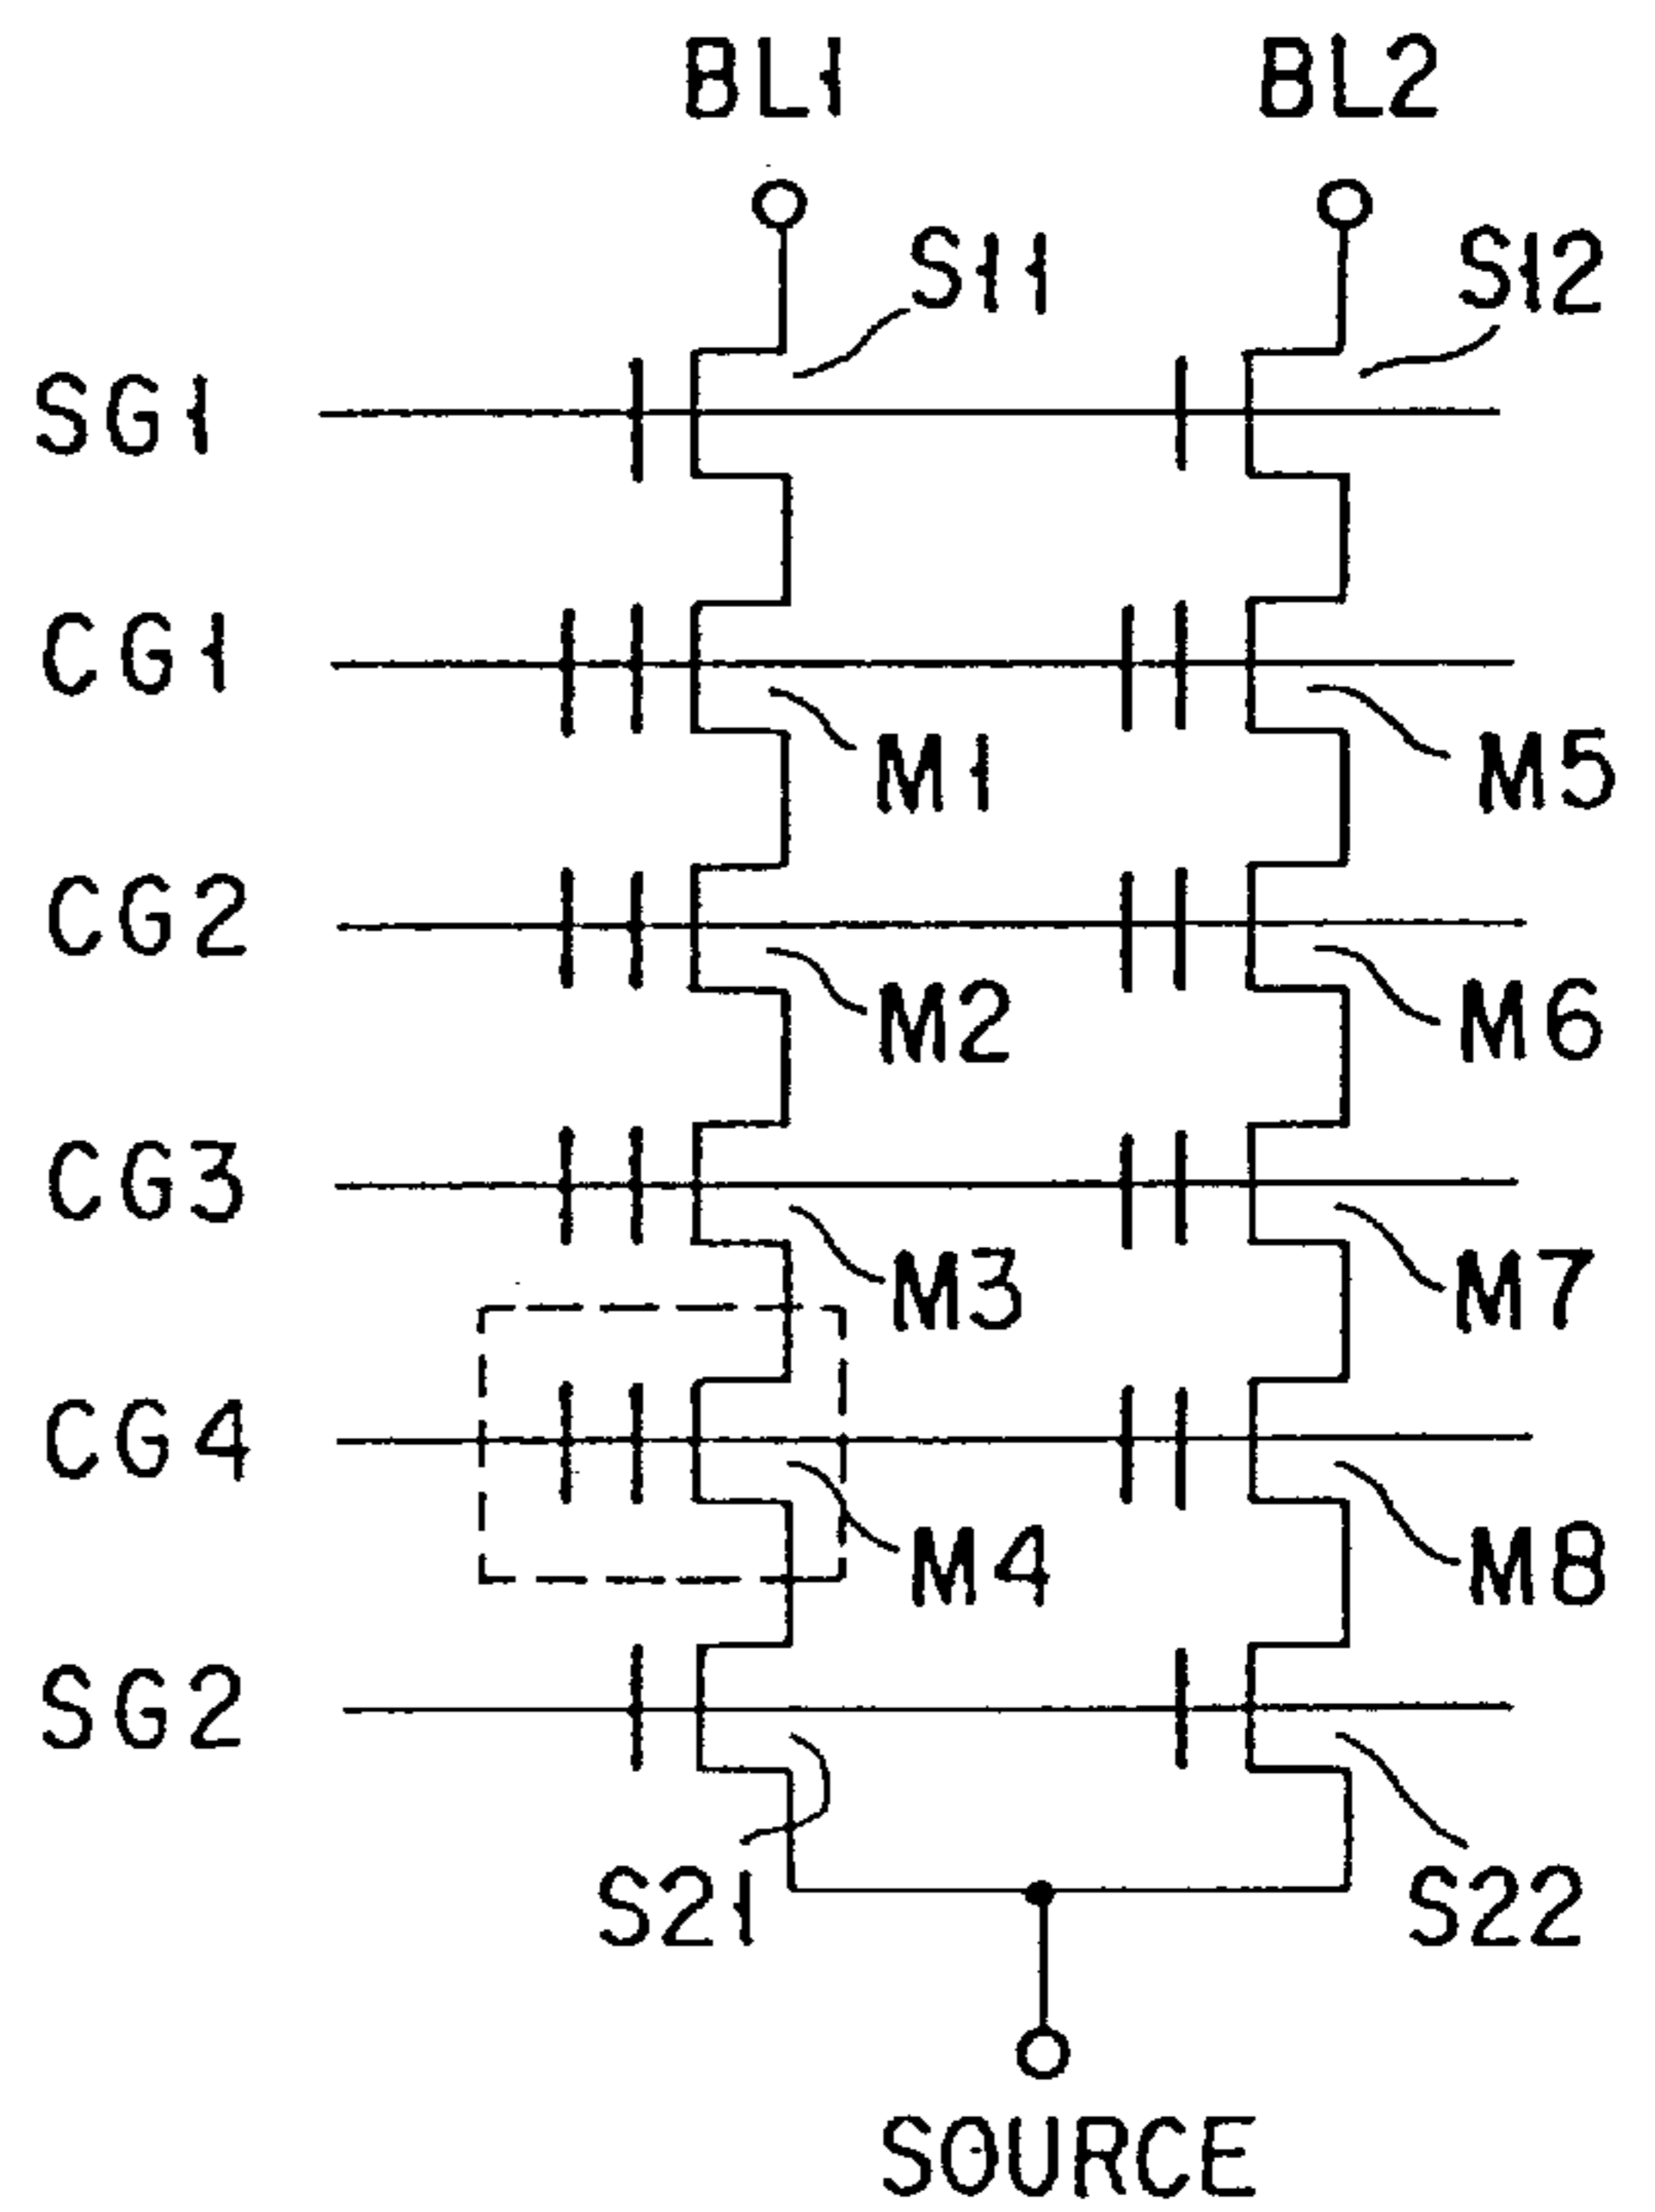 BL1 BL2
S11 S12
SG1
CG1
M1 M5
CG2
M2 M6
CG3
M3 M7
CG4
M4 M8
SG2
S21 S22
SOURCE